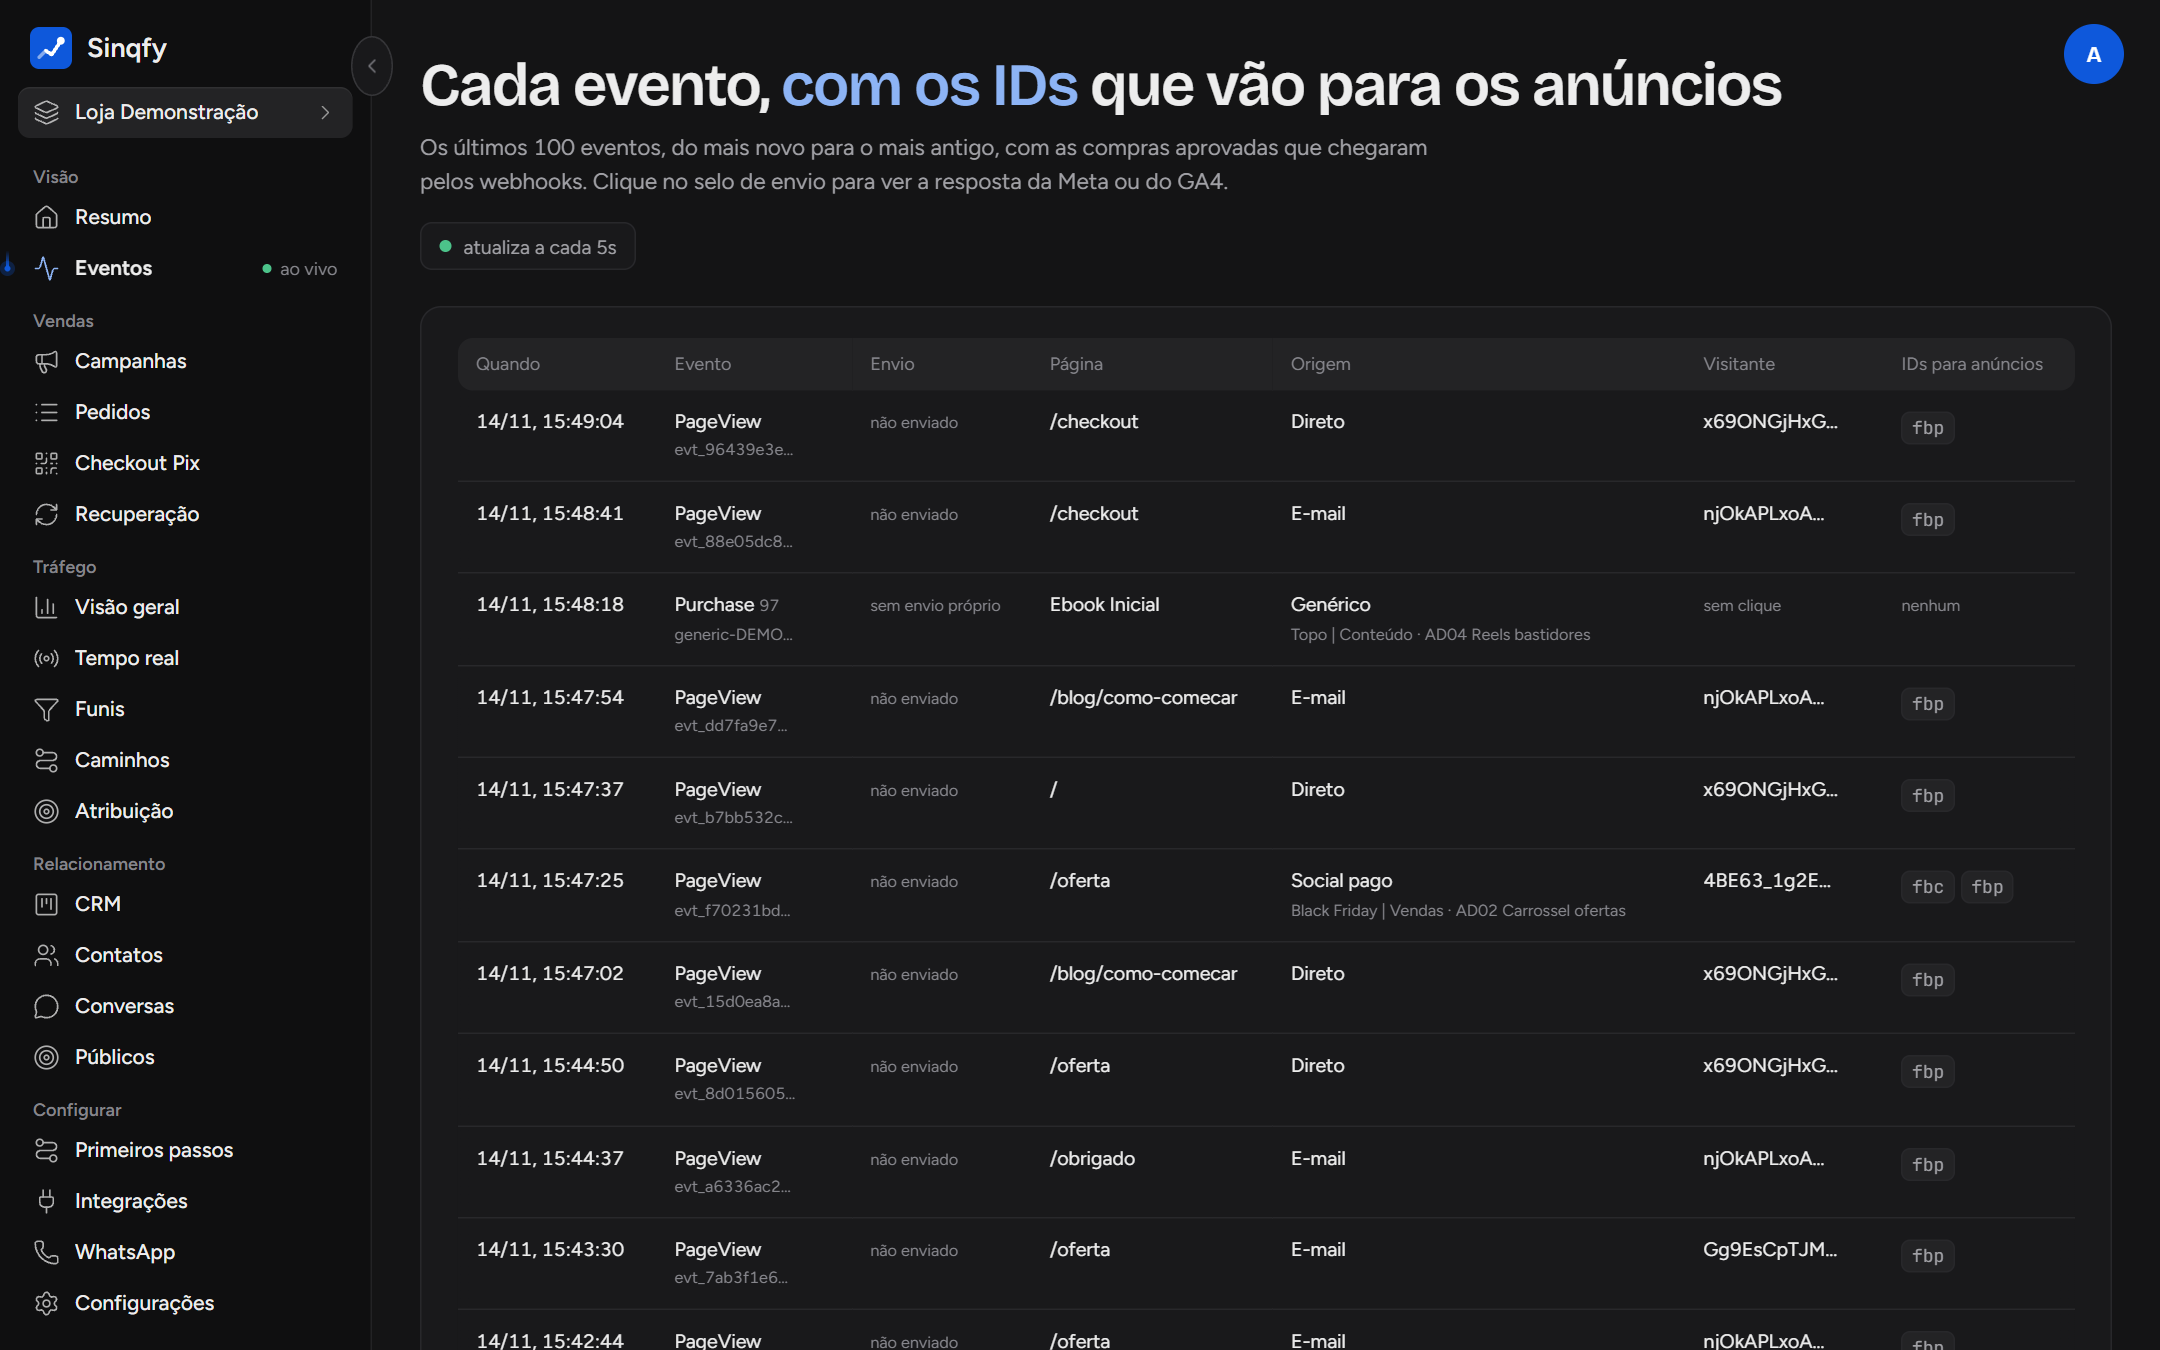 Sinqfy
Loja Demonstração
Visão
Resumo
Eventos
ao vivo
Vendas
Campanhas
Pedidos
Checkout Pix
Recuperação
Tráfego
Visão geral
Tempo real
Funis
Caminhos
Atribuição
Relacionamento
CRM
Contatos
Conversas
Públicos
Configurar
Primeiros passos
Integrações
WhatsApp
Configurações
A
Cada evento, com os IDs que vão para os anúncios
Os últimos 100 eventos, do mais novo para o mais antigo, com as compras aprovadas que chegaram
pelos webhooks. Clique no selo de envio para ver a resposta da Meta ou do GA4.
atualiza a cada 5s
Quando Evento Envio Página Origem Visitante IDs para anúncios
14/11, 15:49:04 PageView não enviado /checkout Direto x69ONGjHxG... fbp
evt_96439e3e...
14/11, 15:48:41 PageView não enviado /checkout E-mail njOkAPLxoA... fbp
evt_88e05dc8...
14/11, 15:48:18 Purchase 97 sem envio próprio Ebook Inicial Genérico sem clique nenhum
generic-DEMO... Topo | Conteúdo · AD04 Reels bastidores
14/11, 15:47:54 PageView não enviado /blog/como-comecar E-mail njOkAPLxoA... fbp
evt_dd7fa9e7...
14/11, 15:47:37 PageView não enviado / Direto x69ONGjHxG... fbp
evt_b7bb532c...
14/11, 15:47:25 PageView não enviado /oferta Social pago 4BE63_1g2E... fbc fbp
evt_f70231bd... Black Friday | Vendas · AD02 Carrossel ofertas
14/11, 15:47:02 PageView não enviado /blog/como-comecar Direto x69ONGjHxG... fbp
evt_15d0ea8a...
14/11, 15:44:50 PageView não enviado /oferta Direto x69ONGjHxG... fbp
evt_8d015605...
14/11, 15:44:37 PageView não enviado /obrigado E-mail njOkAPLxoA... fbp
evt_a6336ac2...
14/11, 15:43:30 PageView não enviado /oferta E-mail Gg9EsCpTJM... fbp
evt_7ab3f1e6...
14/11, 15:42:44 PageView não enviado /oferta E-mail njOkAPLxoA... fbp